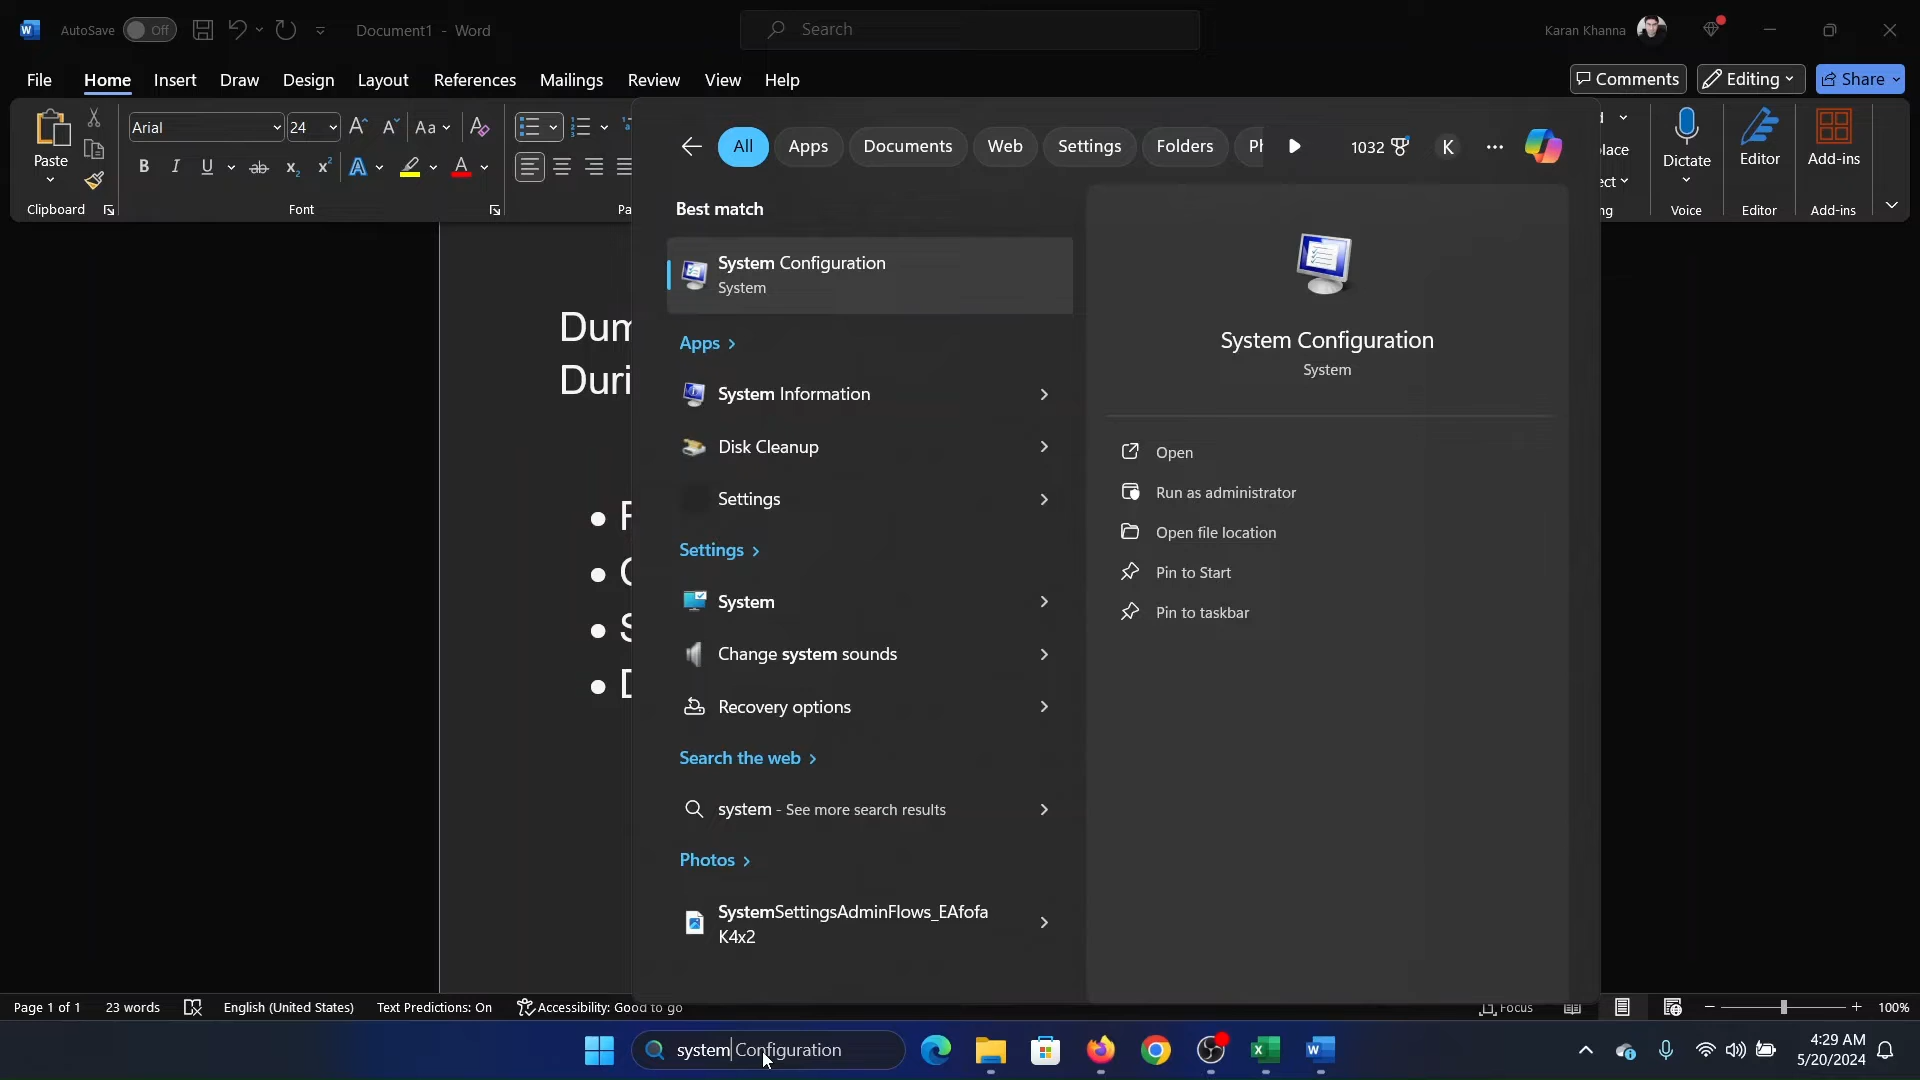 AutoSave Off Document1 - Word Search Karan Khanna
File Home Insert Draw Design Layout References Mailings Review View Help Comments Editing Share
Paste
Clipboard
Arial 24
Font
Dictate
Voice
Editor
Editor
Add-ins
Add-ins
All Apps Documents Web Settings Folders 1032 K
Best match
System Configuration
System
Apps
System Information
Disk Cleanup
Settings
Settings
System
Change system sounds
Recovery options
Search the web
system - See more search results
Photos
SystemSettingsAdminFlows_EAfofa
K4x2
System Configuration
System
Open
Run as administrator
Open file location
Pin to Start
Pin to taskbar
Page 1 of 1 23 words English (United States) Text Predictions: On Accessibility: Good to go Focus 100%
system Configuration
4:29 AM
5/20/2024